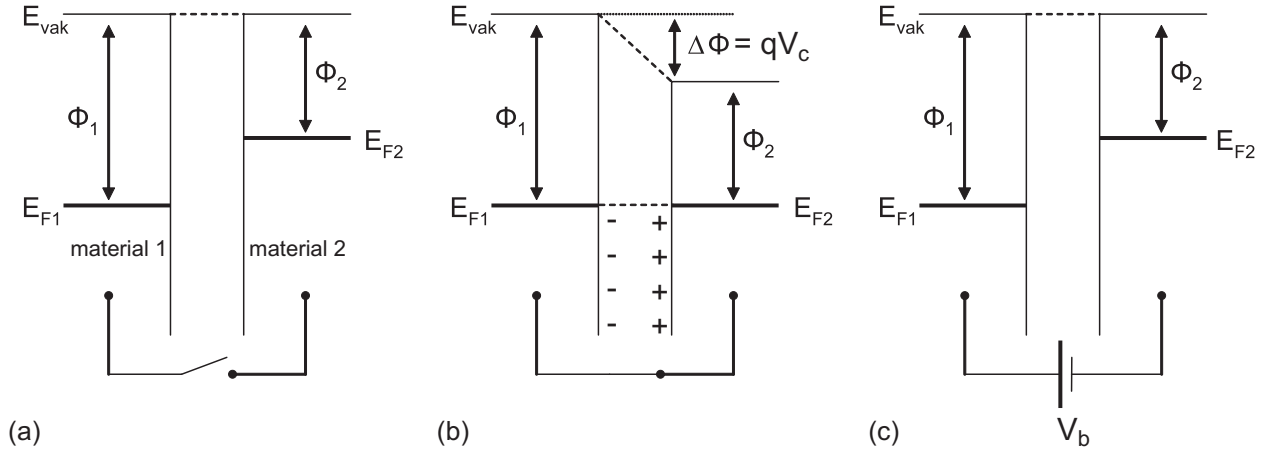 E_vak
Φ_1
Φ_2
E_F2
E_F1
material 1
material 2
(a)
E_vak
ΔΦ = qV_c
Φ_1
Φ_2
E_F1
E_F2
- +
- +
- +
- +
(b)
E_vak
Φ_1
Φ_2
E_F2
E_F1
V_b
(c)